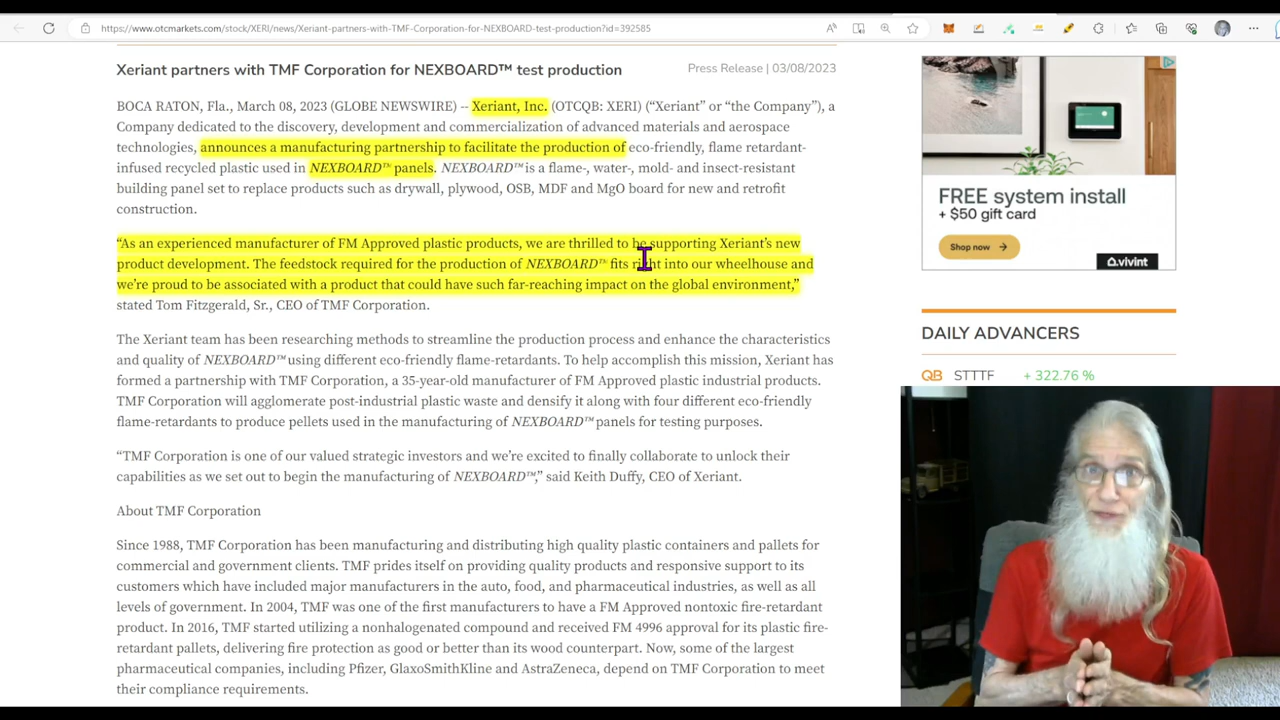 https://www.otcmarkets.com/stock/XERI/news/Xeriant-partners-with-TMF-Corporation-for-NEXBOARD-test-production?id=392585
Xeriant partners with TMF Corporation for NEXBOARD™ test production
Press Release | 03/08/2023
BOCA RATON, Fla., March 08, 2023 (GLOBE NEWSWIRE) -- Xeriant, Inc. (OTCQB: XERI) (“Xeriant” or “the Company”), a
Company dedicated to the discovery, development and commercialization of advanced materials and aerospace
technologies, announces a manufacturing partnership to facilitate the production of eco-friendly, flame retardant-
infused recycled plastic used in NEXBOARD™ panels. NEXBOARD™ is a flame-, water-, mold- and insect-resistant
building panel set to replace products such as drywall, plywood, OSB, MDF and MgO board for new and retrofit
construction.
“As an experienced manufacturer of FM Approved plastic products, we are thrilled to be supporting Xeriant’s new
product development. The feedstock required for the production of NEXBOARD™ fits right into our wheelhouse and
we’re proud to be associated with a product that could have such far-reaching impact on the global environment,”
stated Tom Fitzgerald, Sr., CEO of TMF Corporation.
The Xeriant team has been researching methods to streamline the production process and enhance the characteristics
and quality of NEXBOARD™ using different eco-friendly flame-retardants. To help accomplish this mission, Xeriant has
formed a partnership with TMF Corporation, a 35-year-old manufacturer of FM Approved plastic industrial products.
TMF Corporation will agglomerate post-industrial plastic waste and densify it along with four different eco-friendly
flame-retardants to produce pellets used in the manufacturing of NEXBOARD™ panels for testing purposes.
“TMF Corporation is one of our valued strategic investors and we’re excited to finally collaborate to unlock their
capabilities as we set out to begin the manufacturing of NEXBOARD™,” said Keith Duffy, CEO of Xeriant.
About TMF Corporation
Since 1988, TMF Corporation has been manufacturing and distributing high quality plastic containers and pallets for
commercial and government clients. TMF prides itself on providing quality products and responsive support to its
customers which have included major manufacturers in the auto, food, and pharmaceutical industries, as well as all
levels of government. In 2004, TMF was one of the first manufacturers to have a FM Approved nontoxic fire-retardant
product. In 2016, TMF started utilizing a nonhalogenated compound and received FM 4996 approval for its plastic fire-
retardant pallets, delivering fire protection as good or better than its wood counterpart. Now, some of the largest
pharmaceutical companies, including Pfizer, GlaxoSmithKline and AstraZeneca, depend on TMF Corporation to meet
their compliance requirements.
FREE system install
+ $50 gift card
Shop now
vivint
DAILY ADVANCERS
QB STTTF + 322.76 %